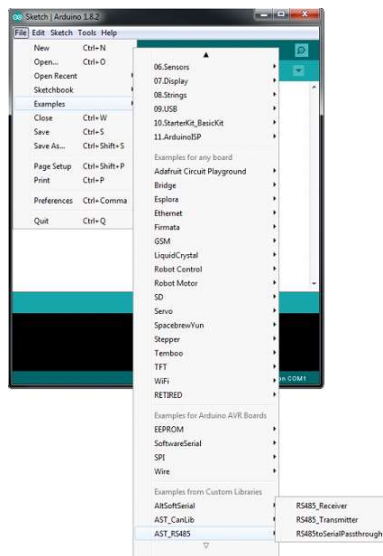 Sketch | Arduino 1.8.2
File Edit Sketch Tools Help
New Ctrl+N
Open... Ctrl+O
Open Recent
Sketchbook
Examples
Close Ctrl+W
Save Ctrl+S
Save As... Ctrl+Shift+S
Page Setup Ctrl+Shift+P
Print Ctrl+P
Preferences Ctrl+Comma
Quit Ctrl+Q
06.Sensors
07.Display
08.Strings
09.USB
10.StarterKit_BasicKit
11.ArduinoISP
Examples for any board
Adafruit Circuit Playground
Bridge
Esplora
Ethernet
Firmata
GSM
LiquidCrystal
Robot Control
Robot Motor
SD
Servo
SpacebrewYun
Stepper
Temboo
TFT
WiFi
RETIRED
on COM1
Examples for Arduino AVR Boards
EEPROM
SoftwareSerial
SPI
Wire
Examples from Custom Libraries
AltSoftSerial
AST_CanLib
AST_RS485
RS485_Receiver
RS485_Transmitter
RS485toSerialPassthrough